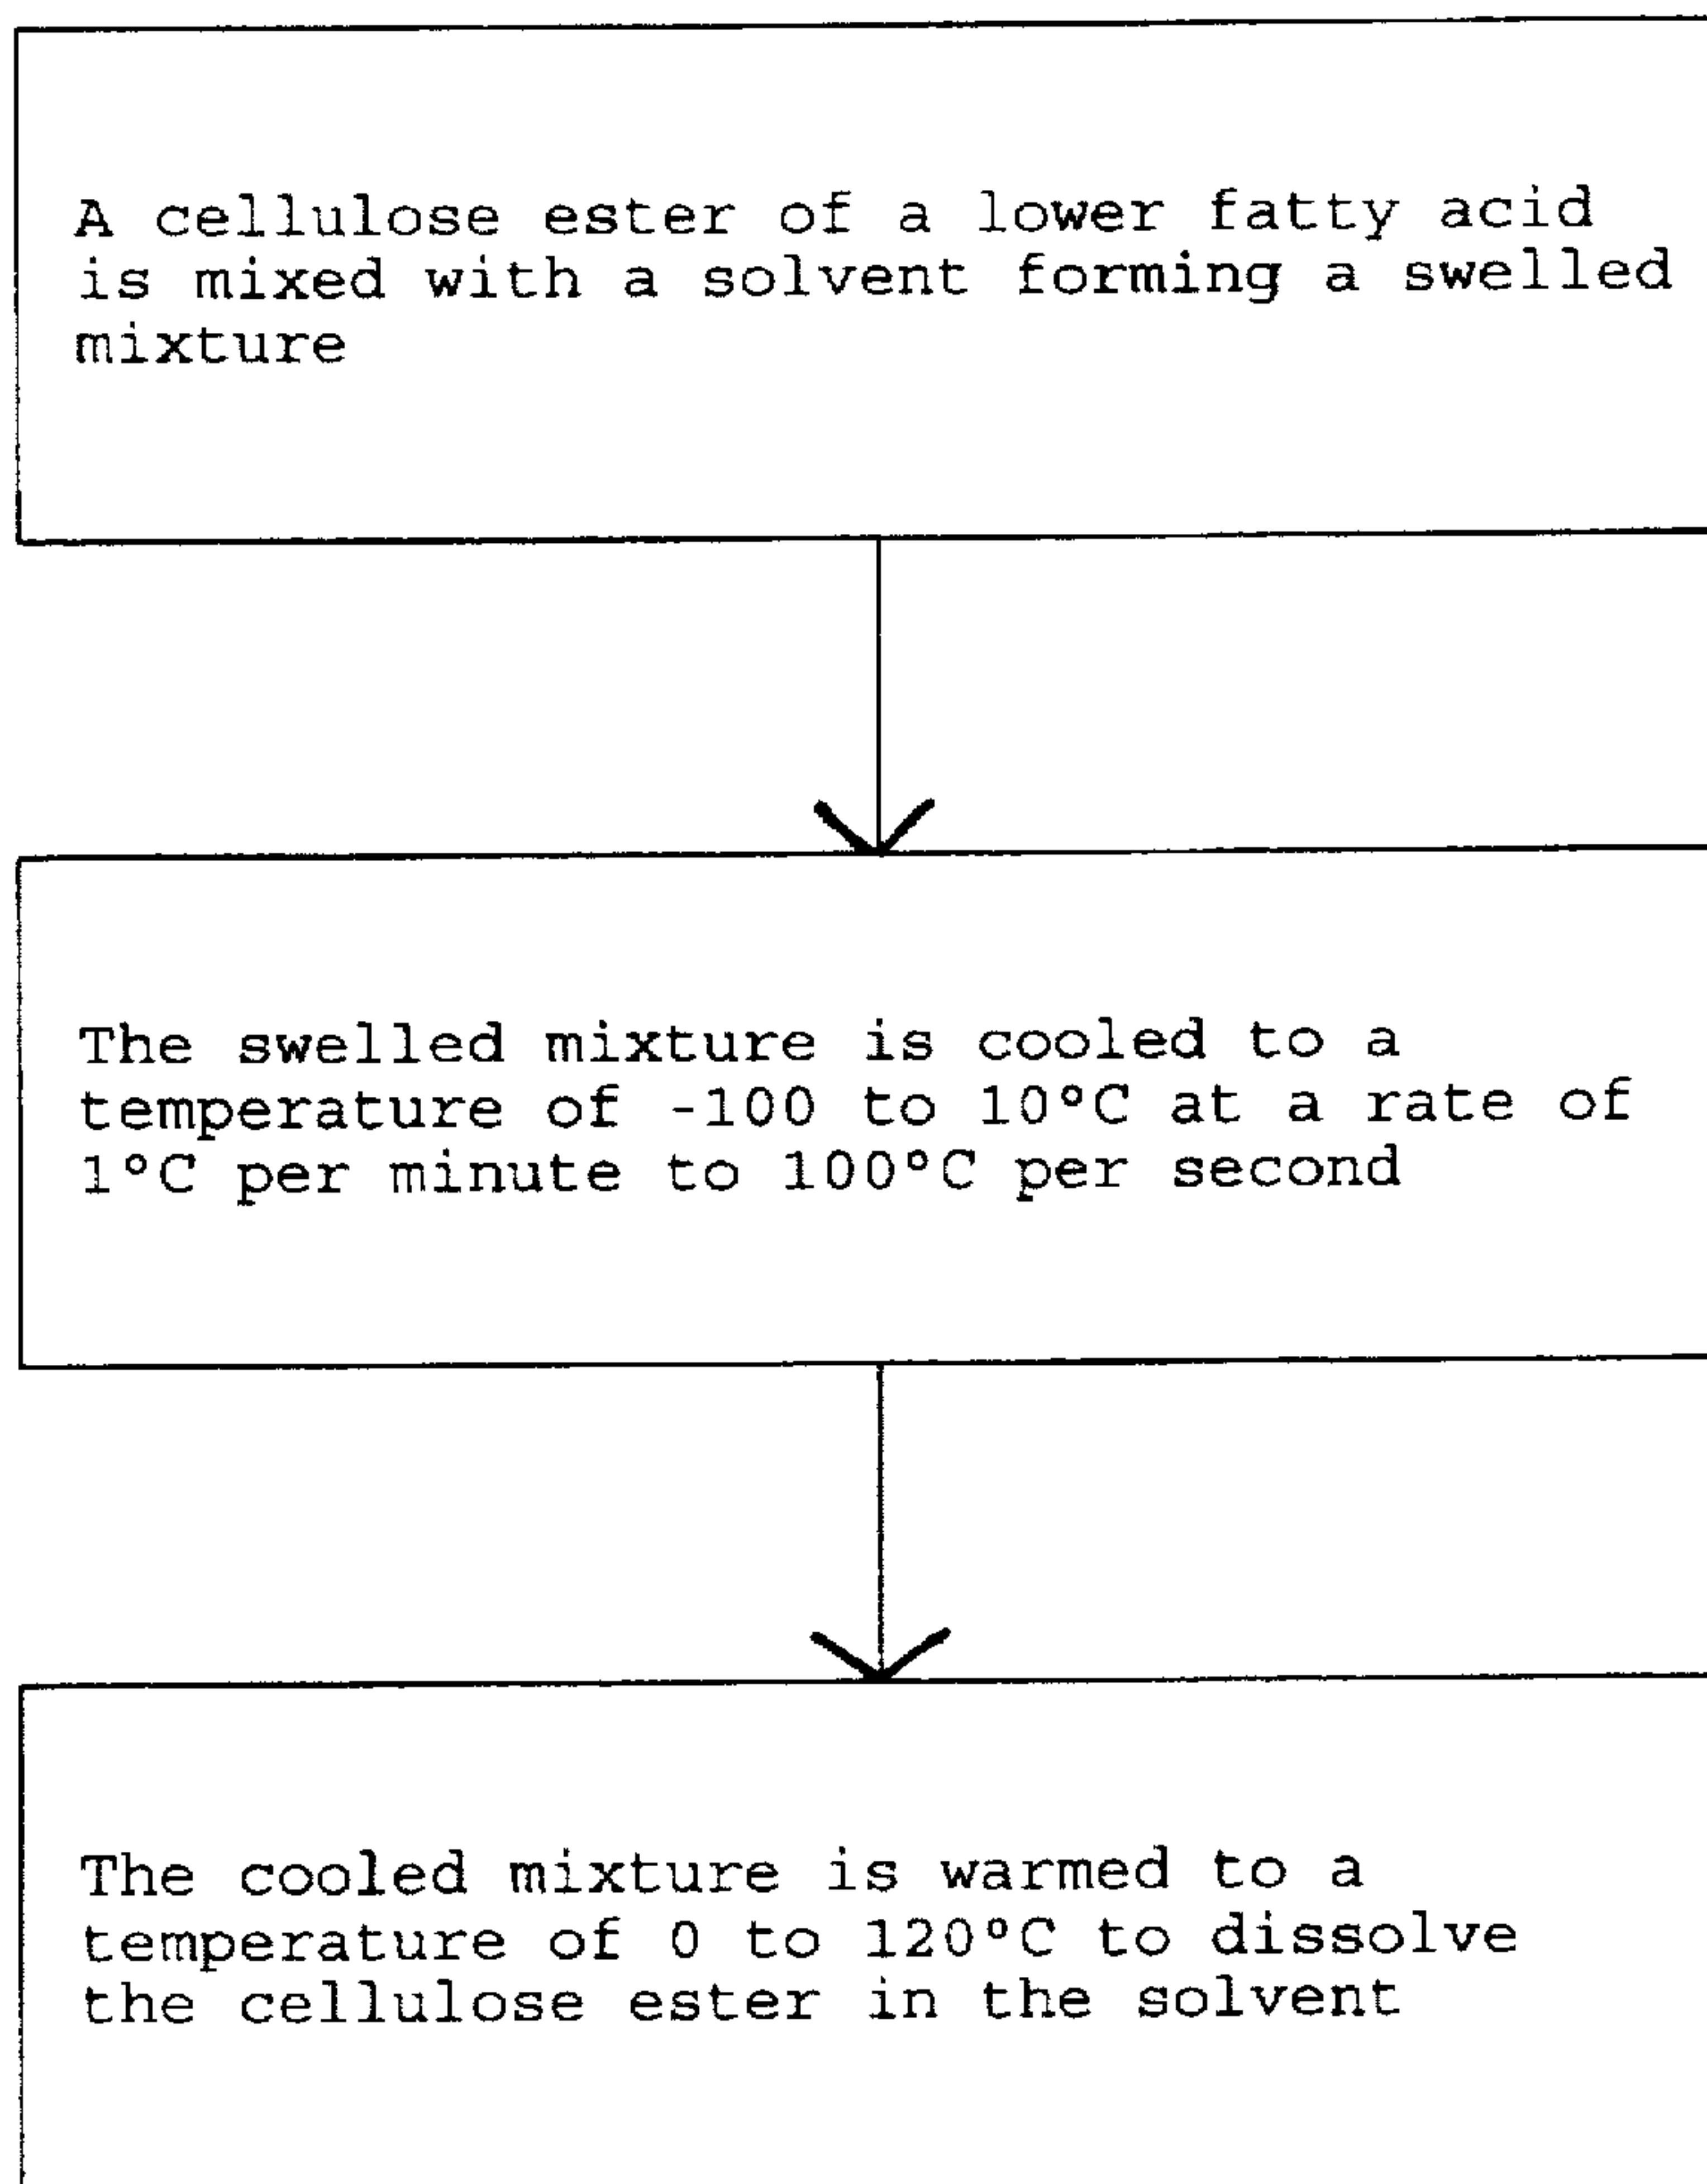 A cellulose ester of a lower fatty acid
is mixed with a solvent forming a swelled
mixture
The swelled mixture is cooled to a
temperature of -100 to 10°C at a rate of
1°C per minute to 100°C per second
The cooled mixture is warmed to a
temperature of 0 to 120°C to dissolve
the cellulose ester in the solvent